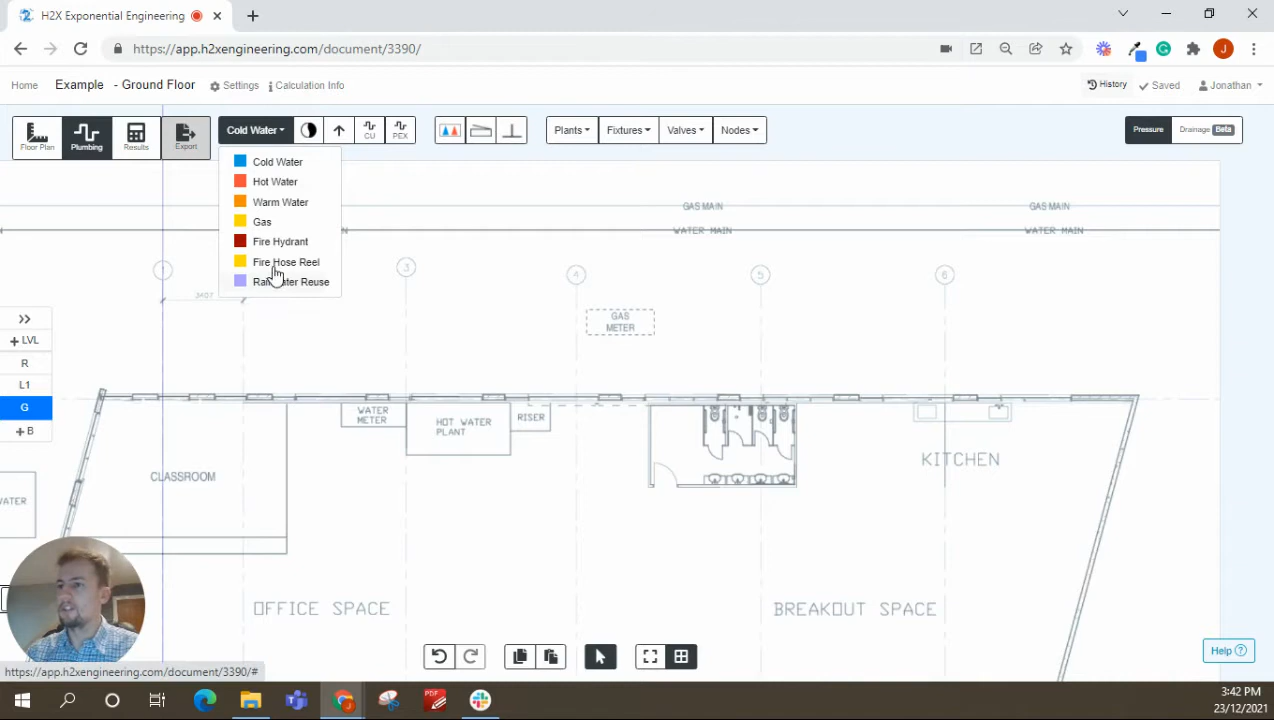 H2X Exponential Engineering
https://app.h2xengineering.com/document/3390/
Home Example - Ground Floor Settings Calculation Info History Saved Jonathan
Floor Plan Plumbing Results Export Cold Water CU PEX Plants Fixtures Valves Nodes Pressure Drainage Beta
Cold Water
Hot Water
Warm Water
Gas
Fire Hydrant
Fire Hose Reel
Rainwater Reuse
GAS MAIN GAS MAIN
WATER MAIN WATER MAIN
1 3 4 5 6
3407
GAS
METER
LVL
R
L1
G
B
WATER
METER
HOT WATER
PLANT
RISER
KITCHEN
CLASSROOM
OFFICE SPACE BREAKOUT SPACE
Help ?
https://app.h2xengineering.com/document/3390/#
PDF
3:42 PM
23/12/2021